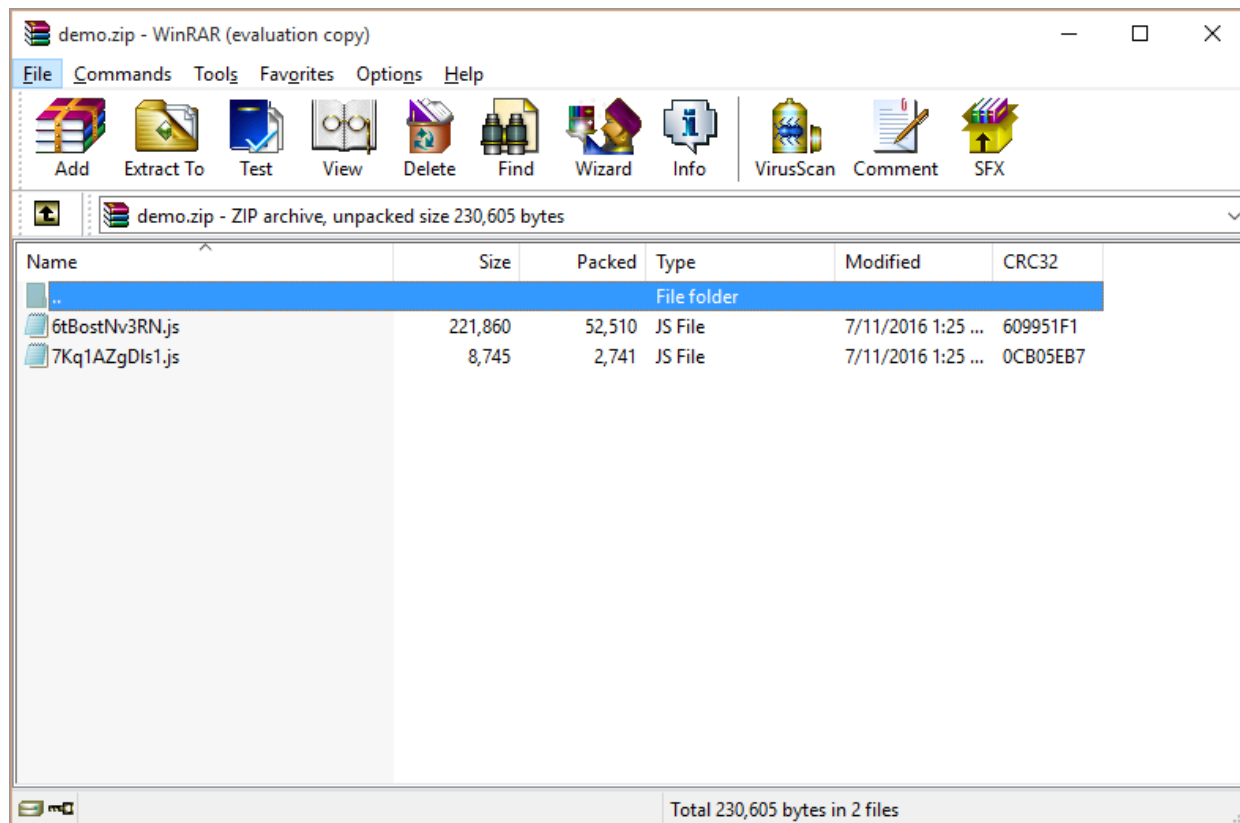 demo.zip - WinRAR (evaluation copy)
File Commands Tools Favorites Options Help
Add Extract To Test View Delete Find Wizard Info VirusScan Comment SFX
demo.zip - ZIP archive, unpacked size 230,605 bytes
Name Size Packed Type Modified CRC32
.. File folder
6tBostNv3RN.js 221,860 52,510 JS File 7/11/2016 1:25 ... 609951F1
7Kq1AZgDIs1.js 8,745 2,741 JS File 7/11/2016 1:25 ... 0CB05EB7
Total 230,605 bytes in 2 files